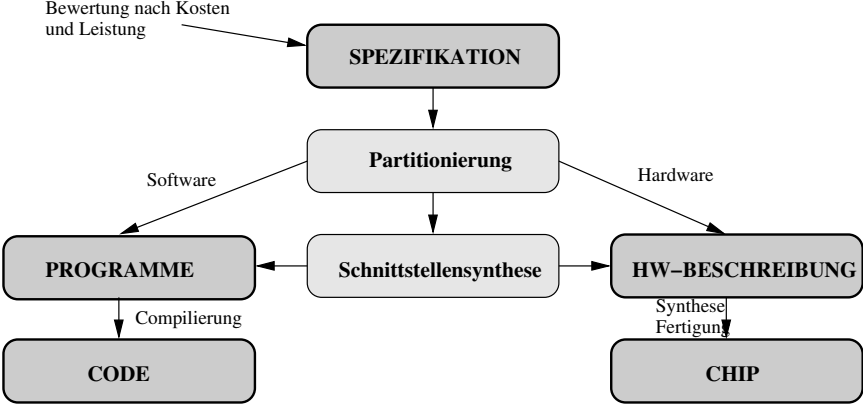 Bewertung nach Kosten
und Leistung
SPEZIFIKATION
Partitionierung
Software
Hardware
PROGRAMME
Schnittstellensynthese
HW−BESCHREIBUNG
Compilierung
Synthese
Fertigung
CODE
CHIP